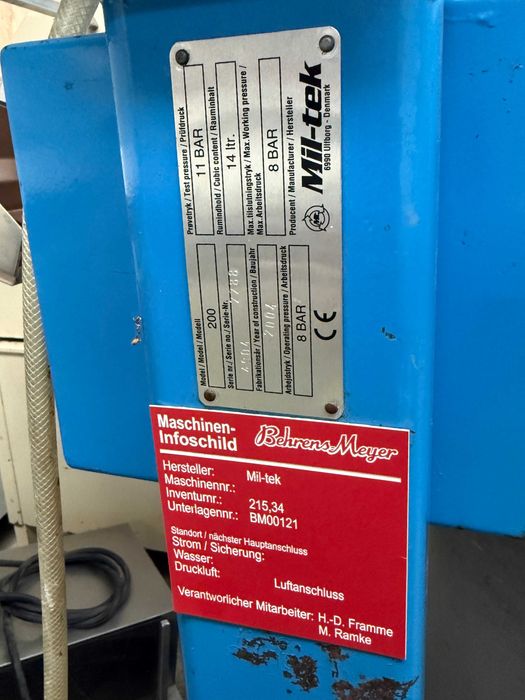 Model / Model / Modell
200
Serie nr./ Serie no./ Serie-Nr.
Fabrikationsår / Year of construction / Baujahr
2004
Arbejdstryk / Operating pressure / Arbeitsdruck
8 BAR
CE
Prøvetryk / Test pressure / Prüfdruck
11 BAR
Rumindhold / Cubic content / Rauminhalt
14 ltr.
Max.tilslutningstryk / Max. Working pressure /
Max. Arbeitsdruck
8 BAR
Producent / Manufacturer / Hersteller
Mil-tek
6990 Ulfborg - Denmark
Maschinen-
Infoschild
BehrensMeyer
Hersteller: Mil-tek
Maschinennr.:
Inventurnr.: 215,34
Unterlagennr.: BM00121
Standort / nächster Hauptanschluss
Strom / Sicherung:
Wasser:
Druckluft: Luftanschluss
Verantworlicher Mitarbeiter: H.-D. Framme
M. Ramke